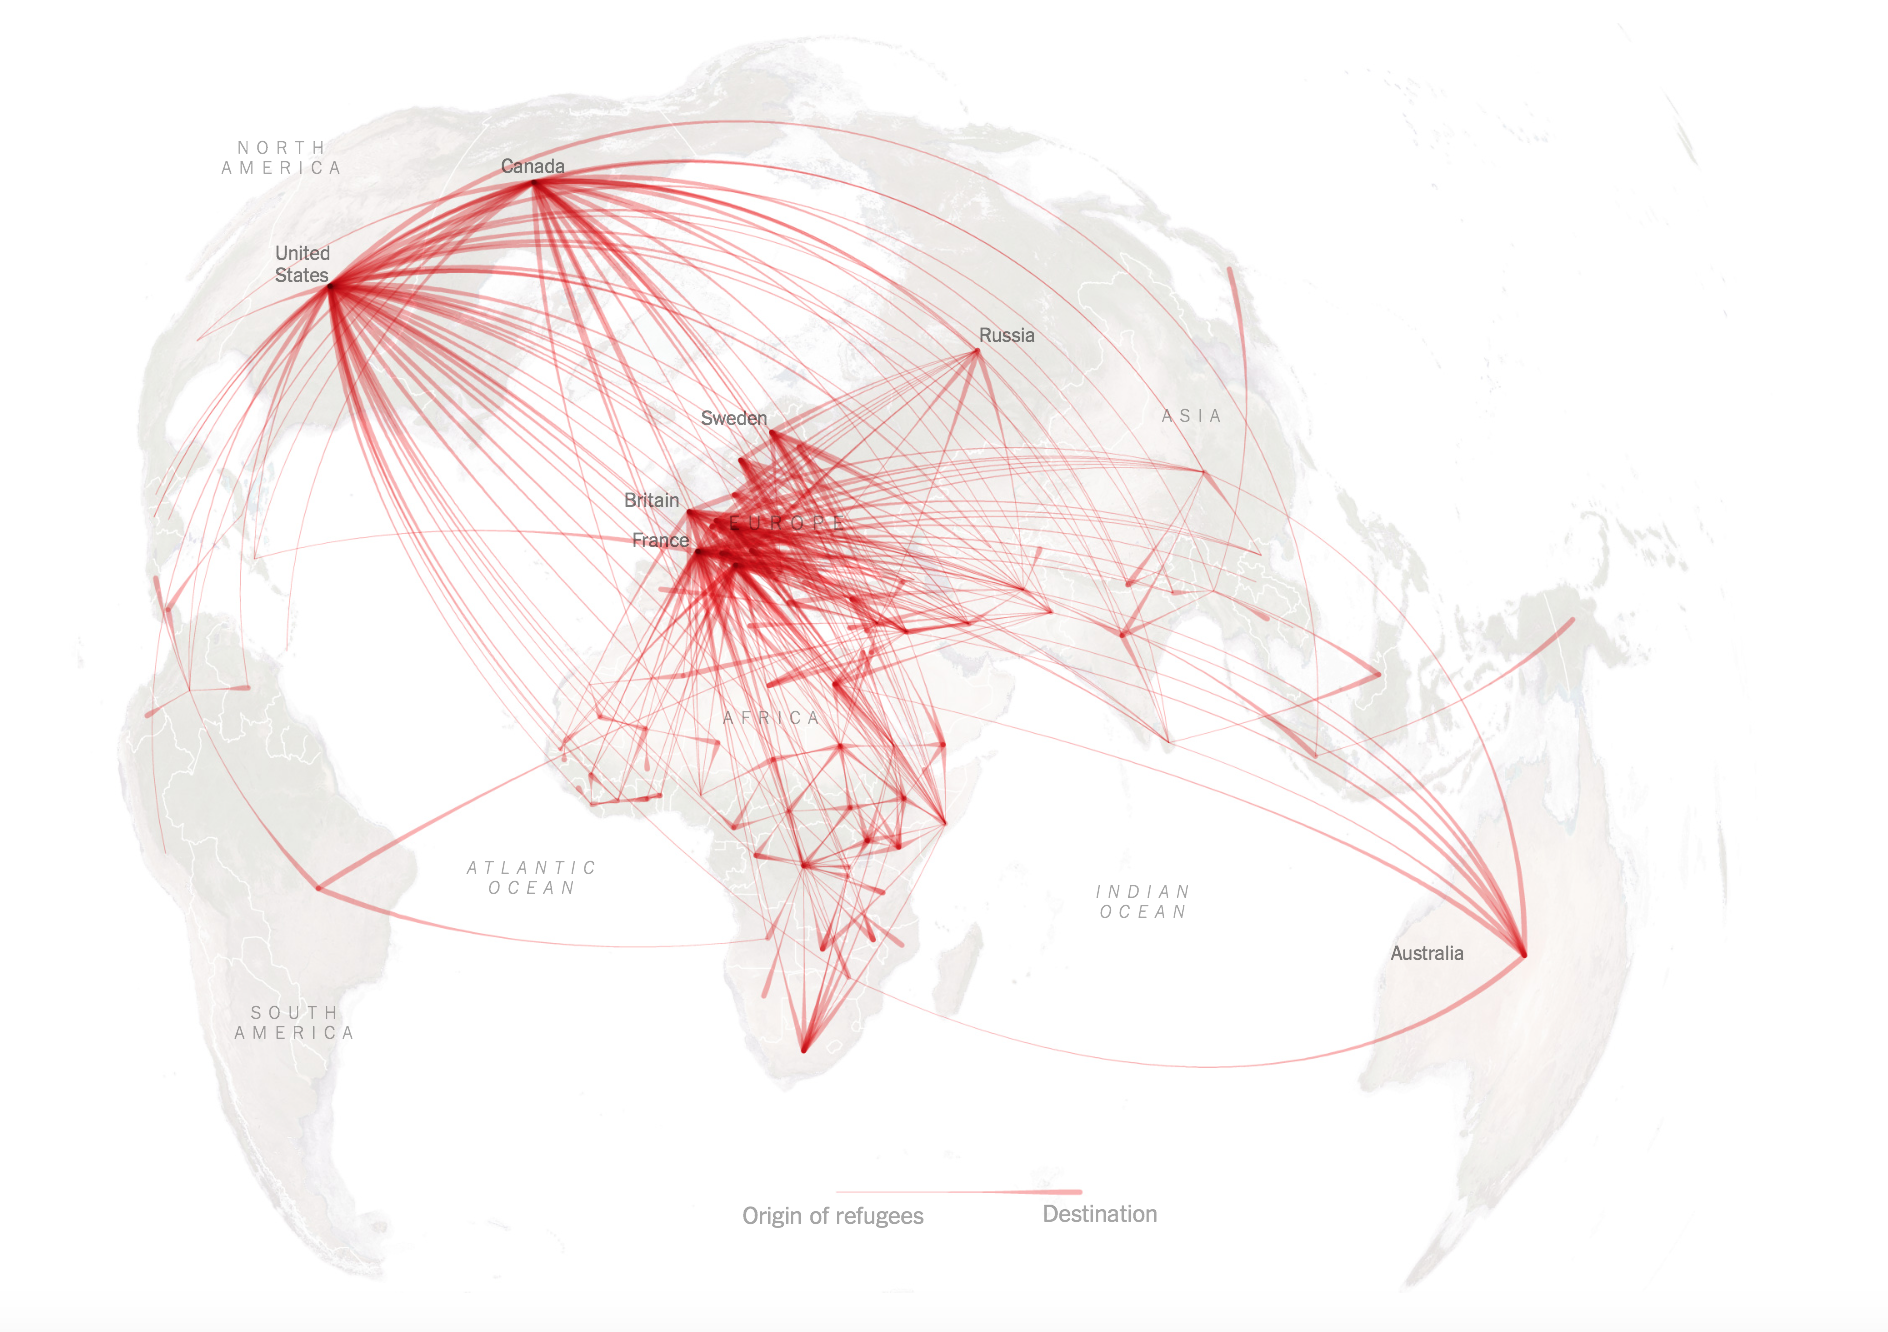 NORTH
AMERICA
Canada
United
States
Russia
Sweden
ASIA
Britain
EUROPE
France
AFRICA
ATLANTIC
OCEAN
INDIAN
OCEAN
Australia
SOUTH
AMERICA
Origin of refugees
Destination